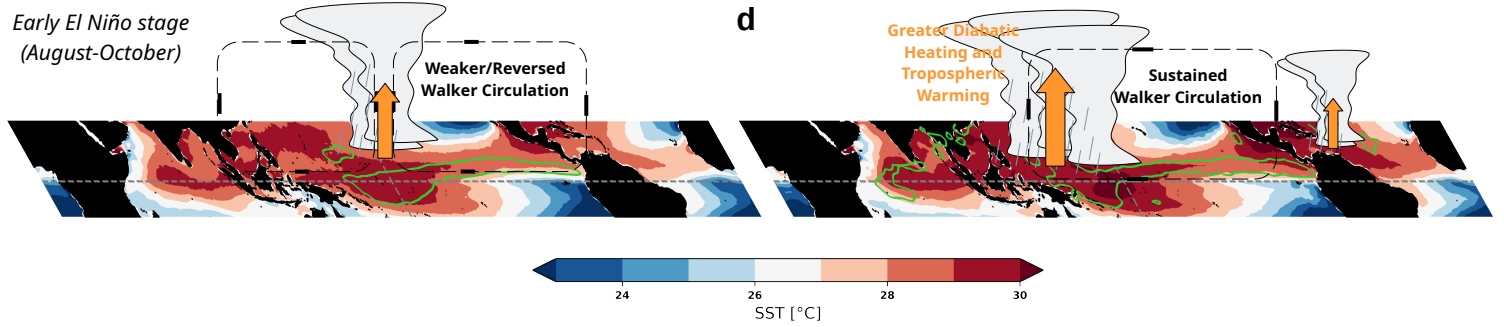 Early El Niño stage
(August-October)
Weaker/Reversed
Walker Circulation
d
Greater Diabatic
Heating and
Tropospheric
Warming
Sustained
Walker Circulation
24 26 28 30
SST [°C]